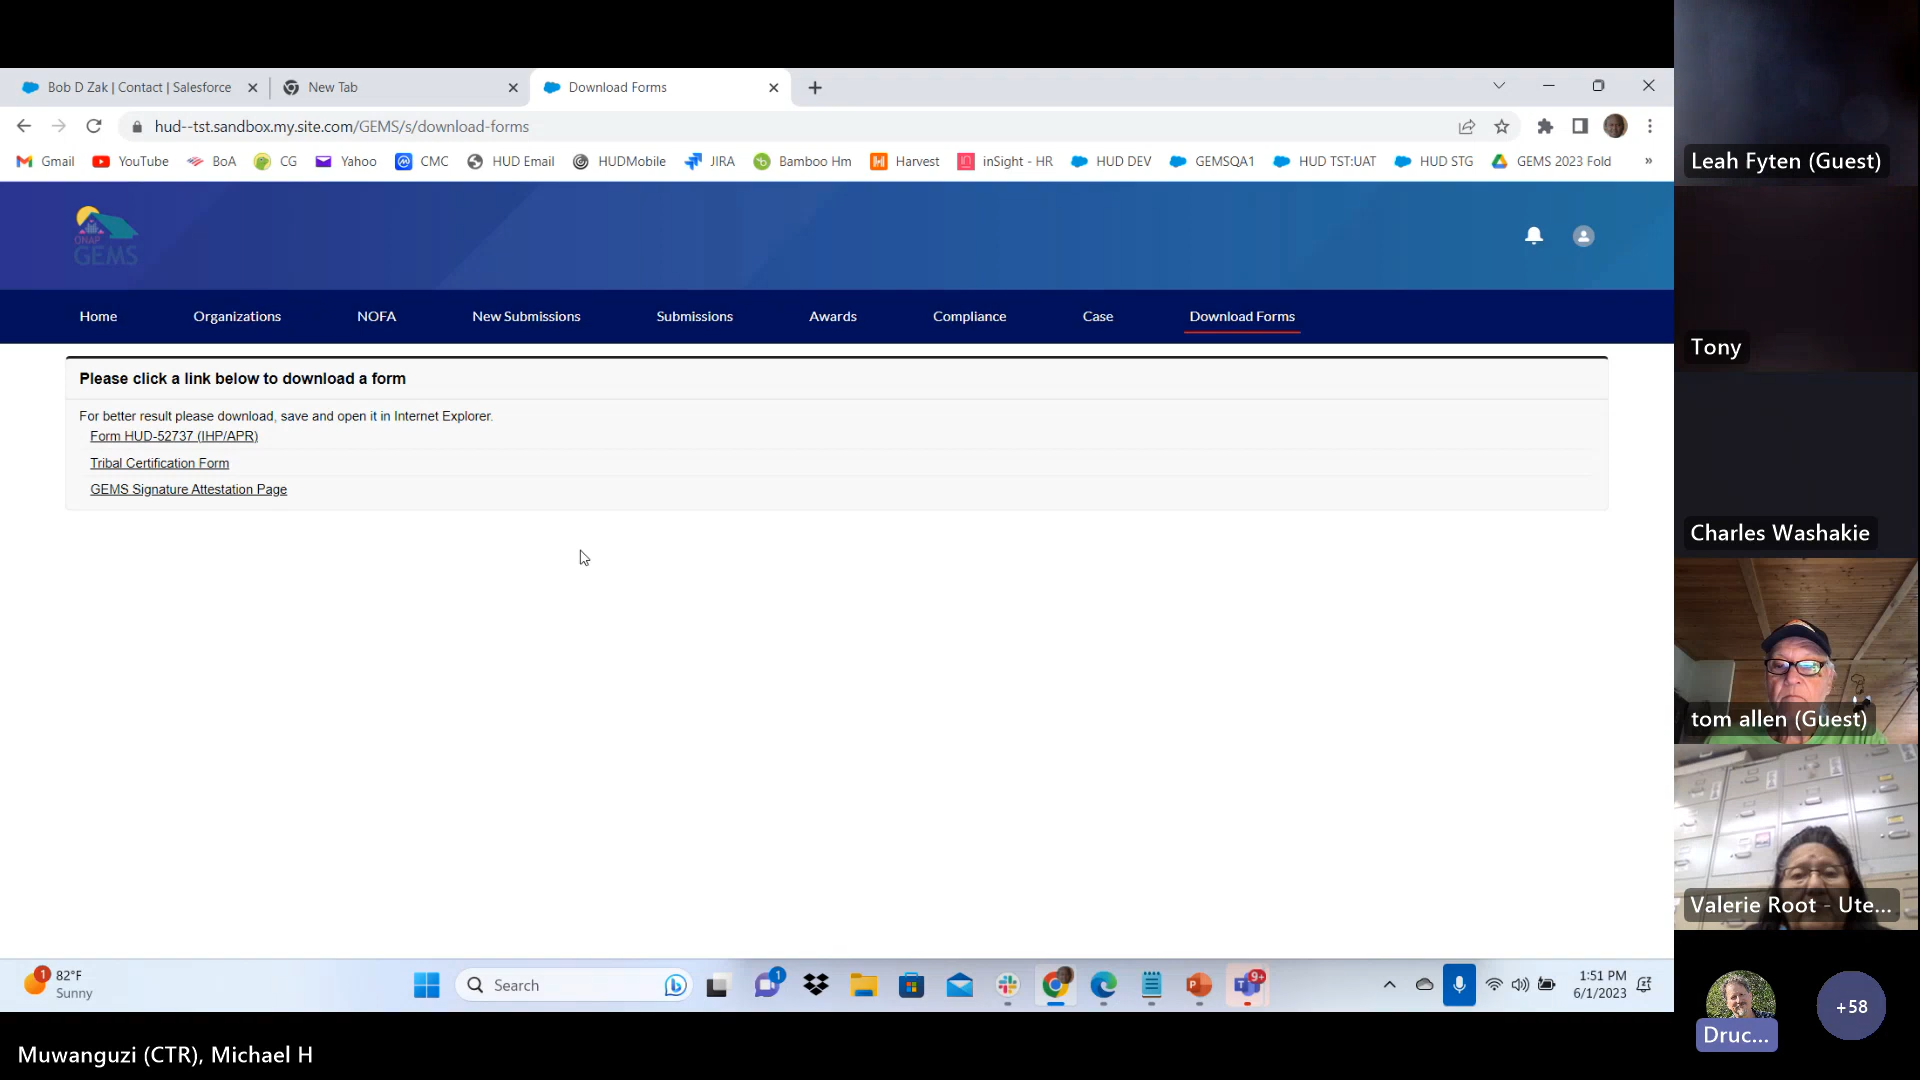 Bob D Zak | Contact | Salesforce
New Tab
Download Forms
hud--tst.sandbox.my.site.com/GEMS/s/download-forms
Gmail YouTube BoA CG Yahoo CMC HUD Email HUDMobile JIRA Bamboo Hm Harvest inSight - HR HUD DEV GEMSQA1 HUD TST:UAT HUD STG GEMS 2023 Fold »
ONAP
GEMS
Home Organizations NOFA New Submissions Submissions Awards Compliance Case Download Forms
Please click a link below to download a form
For better result please download, save and open it in Internet Explorer.
Form HUD-52737 (IHP/APR)
Tribal Certification Form
GEMS Signature Attestation Page
Leah Fyten (Guest)
Tony
Charles Washakie
tom allen (Guest)
Valerie Root - Ute...
Druc...
+58
1
82°F
Sunny
Search
1
9+
1:51 PM
6/1/2023
Muwanguzi (CTR), Michael H